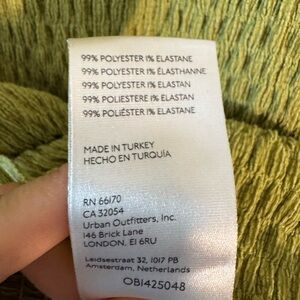 99% POLYESTER 1% ELASTANE
99% POLYESTER 1% ÉLASTHANNE
99% POLYESTER 1% ELASTAN
99% POLIESTERE 1% ELASTAN
99% POLIÉSTER 1% ELASTANE
MADE IN TURKEY
HECHO EN TURQUÍA
RN 66170
CA 32054
Urban Outfitters, Inc.
146 Brick Lane
LONDON, E1 6RU
Leidsestraat 32, 1017 PB
Amsterdam, Netherlands
OB1425048